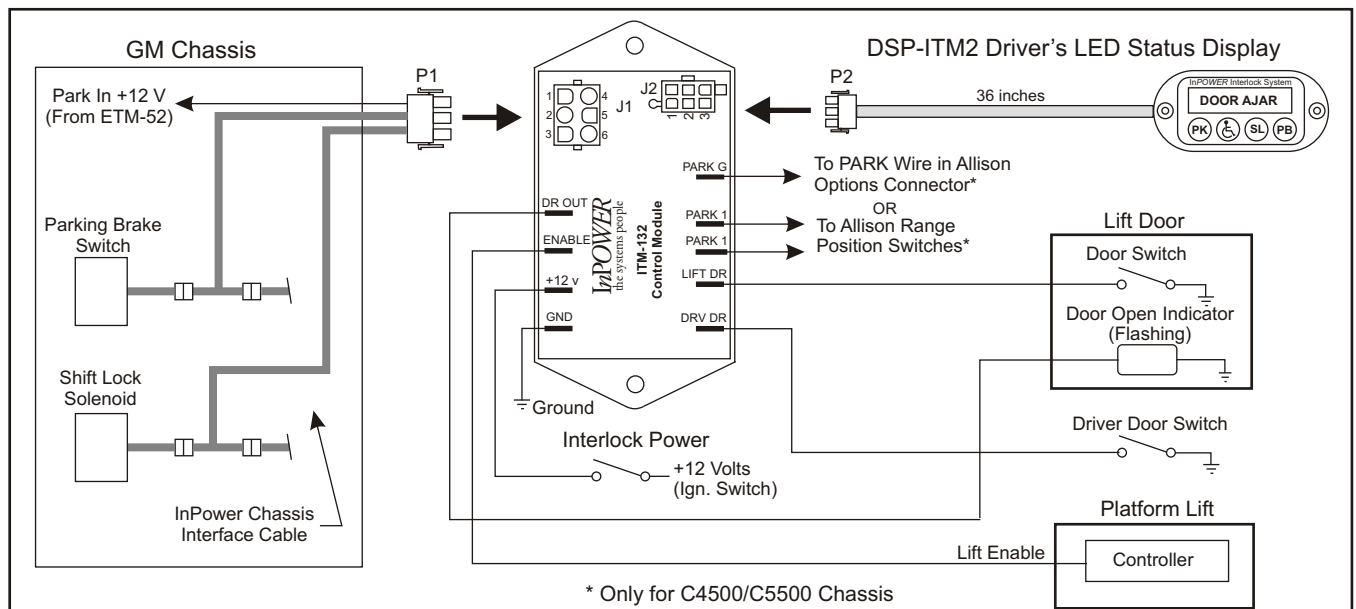 GM Chassis
DSP-ITM2 Driver's LED Status Display
P1
P2
Park In +12 V
(From ETM-52)
1
2
3
4
5
6
J1
J2
1 2 3
36 inches
InPOWER Interlock System
DOOR AJAR
PK
SL
PB
PARK G
To PARK Wire in Allison
Options Connector*
OR
PARK 1
To Allison Range
Position Switches*
PARK 1
DR OUT
ENABLE
+12 v
GND
InPOWER
the systems people
ITM-132
Control Module
LIFT DR
DRV DR
Parking Brake
Switch
Lift Door
Door Switch
Door Open Indicator
(Flashing)
Shift Lock
Solenoid
Ground
Interlock Power
+12 Volts
(Ign. Switch)
Driver Door Switch
InPower Chassis
Interface Cable
Platform Lift
Lift Enable
Controller
* Only for C4500/C5500 Chassis